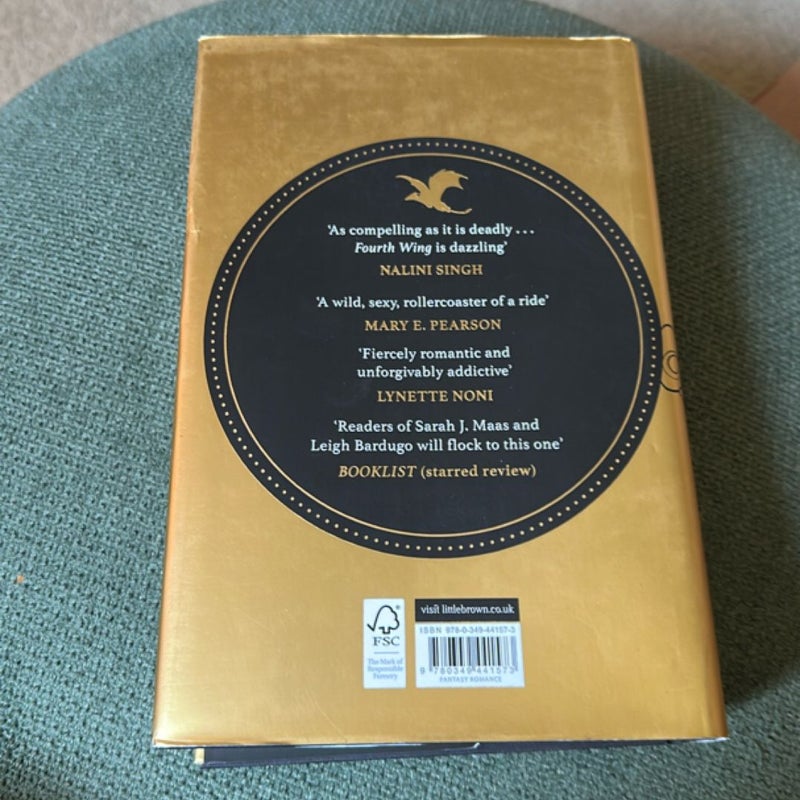 ‘As compelling as it is deadly . . .
Fourth Wing is dazzling’
NALINI SINGH
‘A wild, sexy, rollercoaster of a ride’
MARY E. PEARSON
‘Fiercely romantic and
unforgivably addictive’
LYNETTE NONI
‘Readers of Sarah J. Maas and
Leigh Bardugo will flock to this one’
BOOKLIST (starred review)
FSC
The Mark of
Responsible
Forestry
visit littlebrown.co.uk
ISBN 978-0-349-44157-3
9 780349 441573
FANTASY ROMANCE